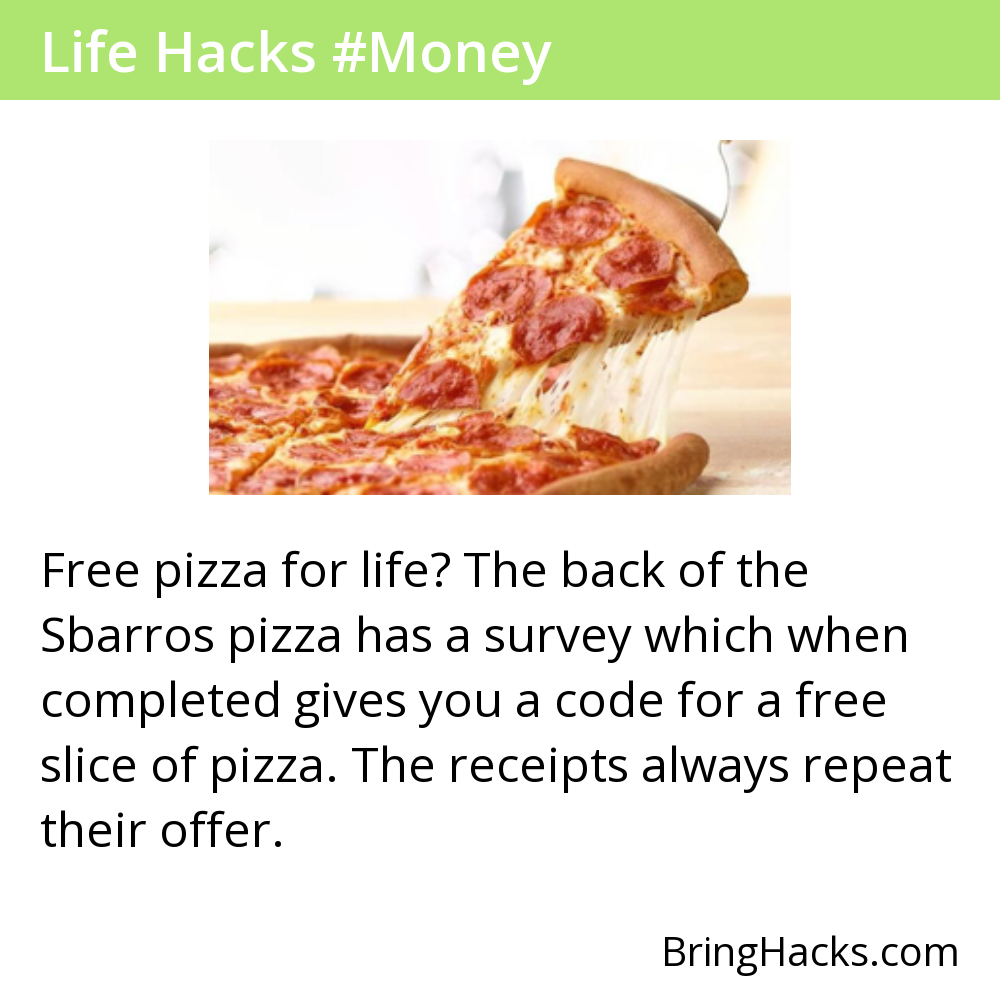 Life Hacks #Money
Free pizza for life? The back of the
Sbarros pizza has a survey which when
completed gives you a code for a free
slice of pizza. The receipts always repeat
their offer.
BringHacks.com